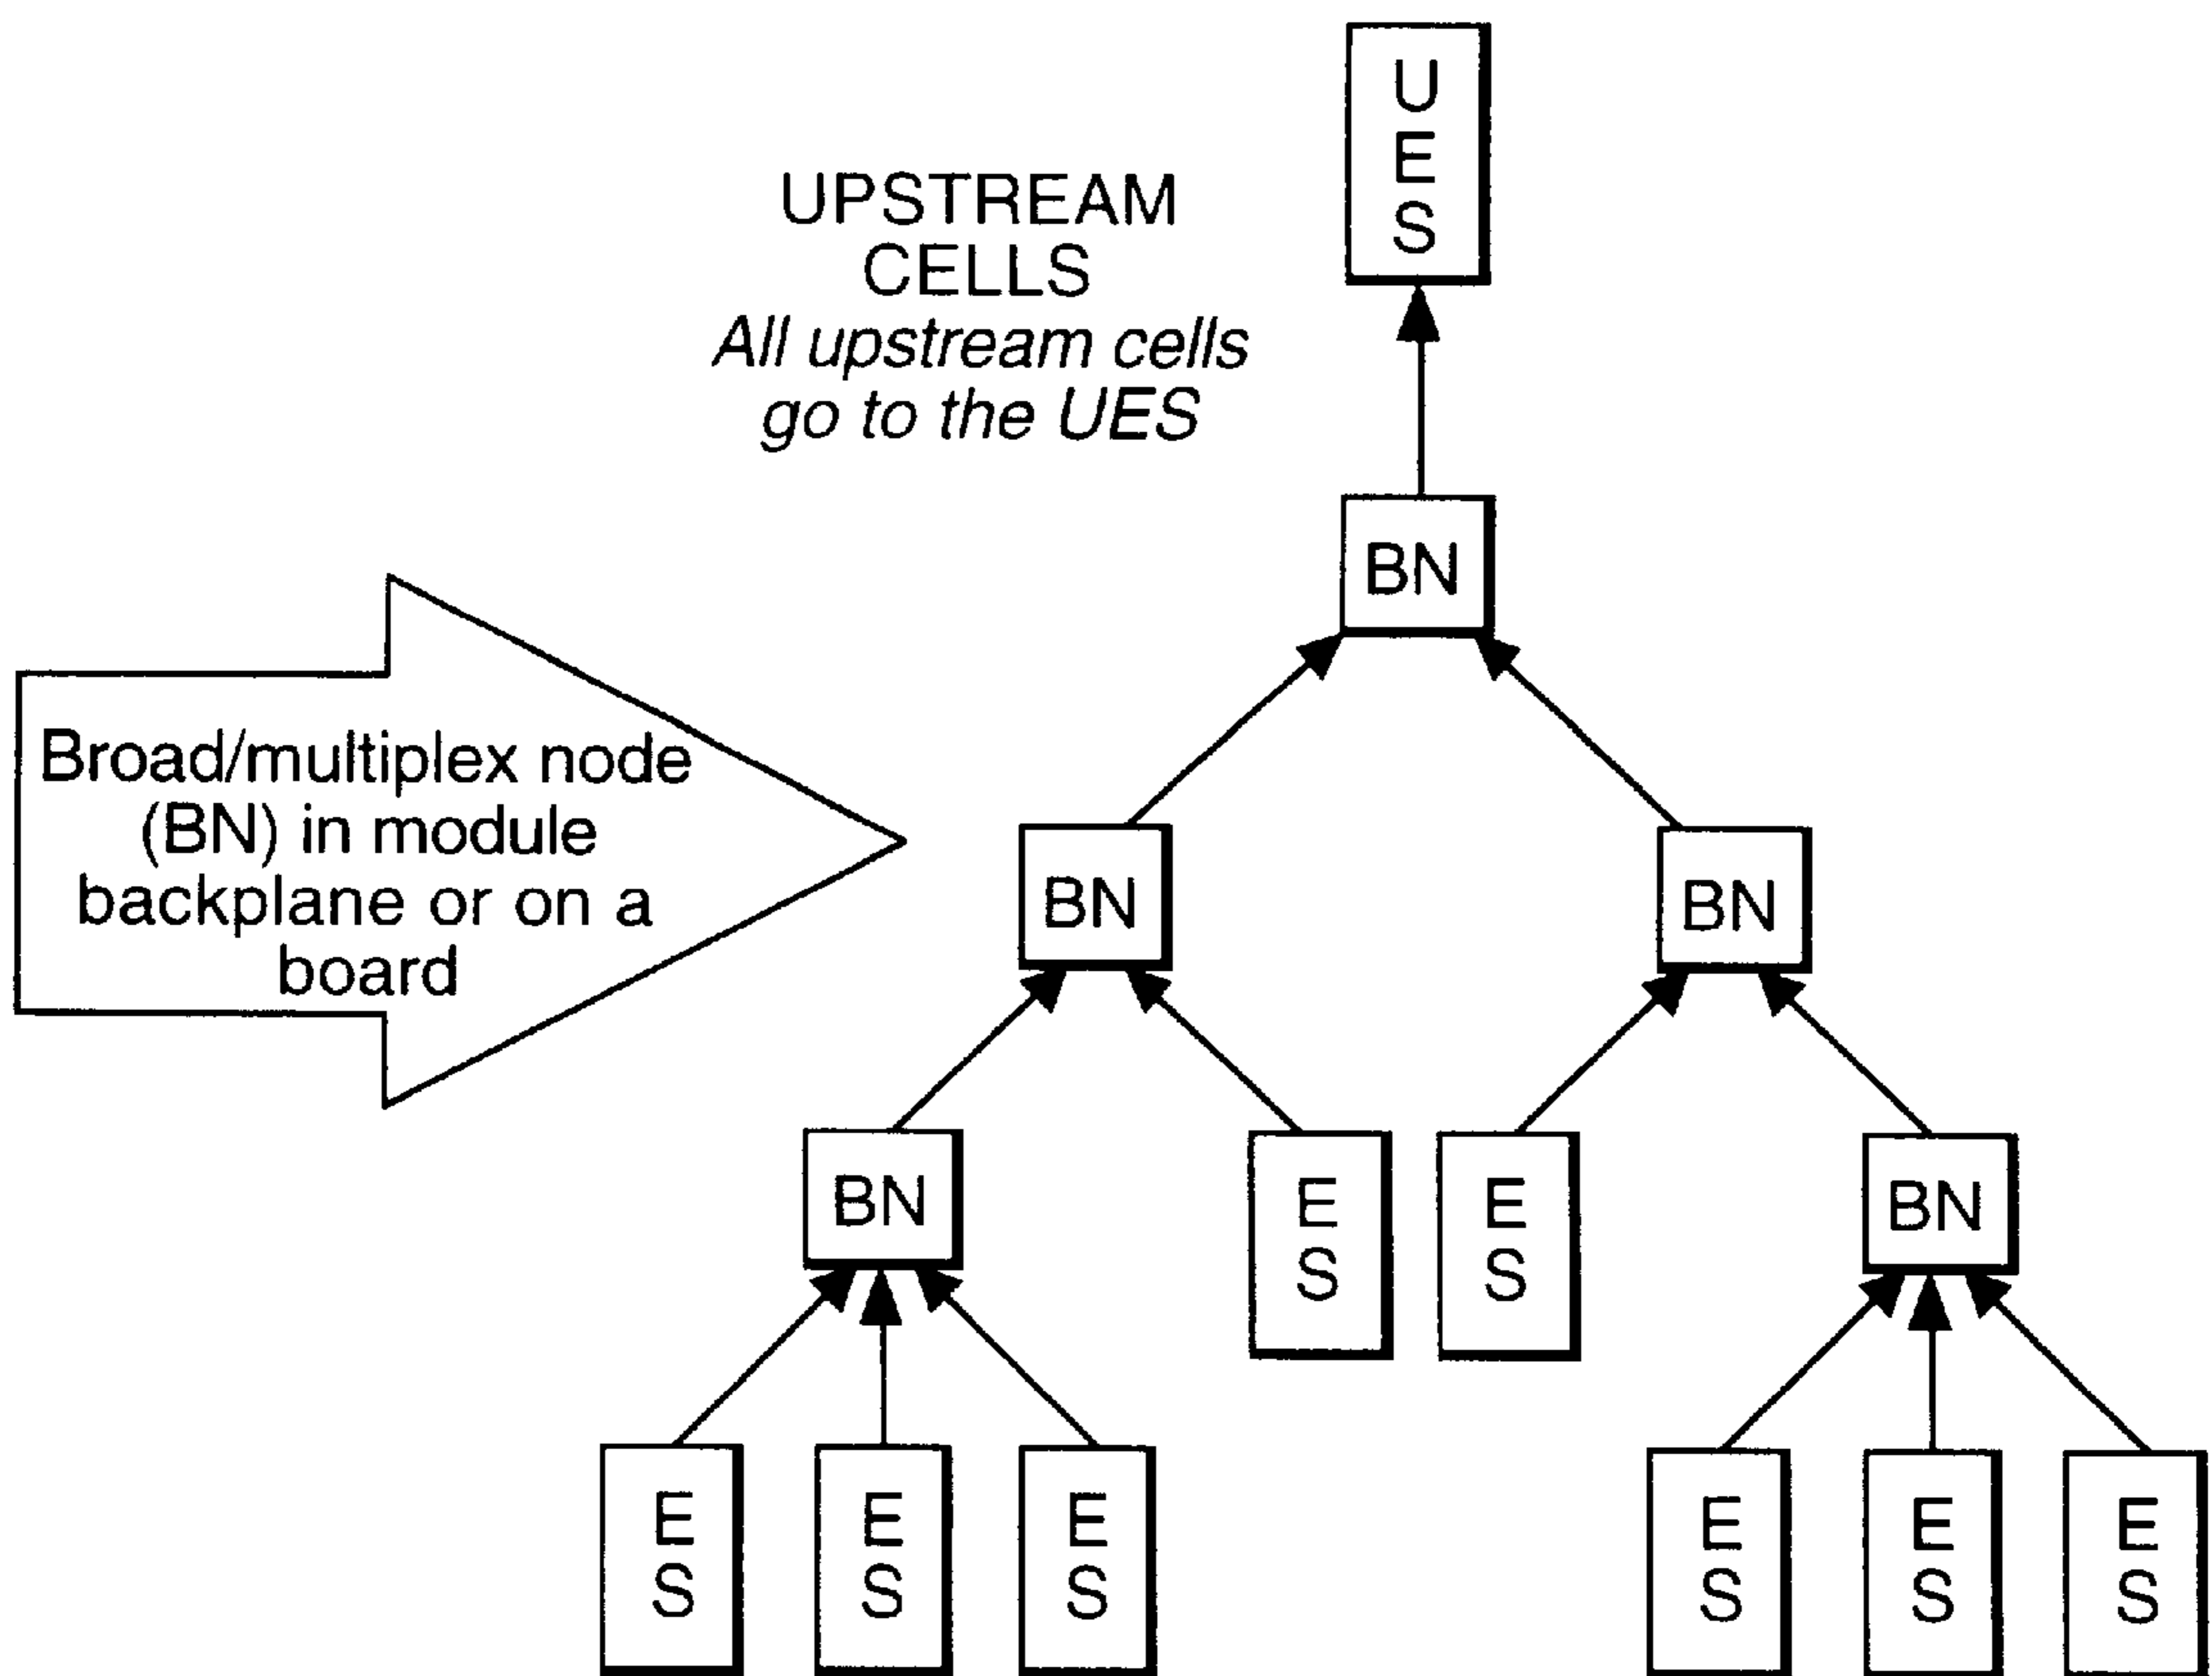 U
E
S
UPSTREAM
CELLS
All upstream cells
go to the UES
BN
Broad/multiplex node
(BN) in module
backplane or on a
board
BN
BN
BN
E
S
E
S
BN
E
S
E
S
E
S
E
S
E
S
E
S